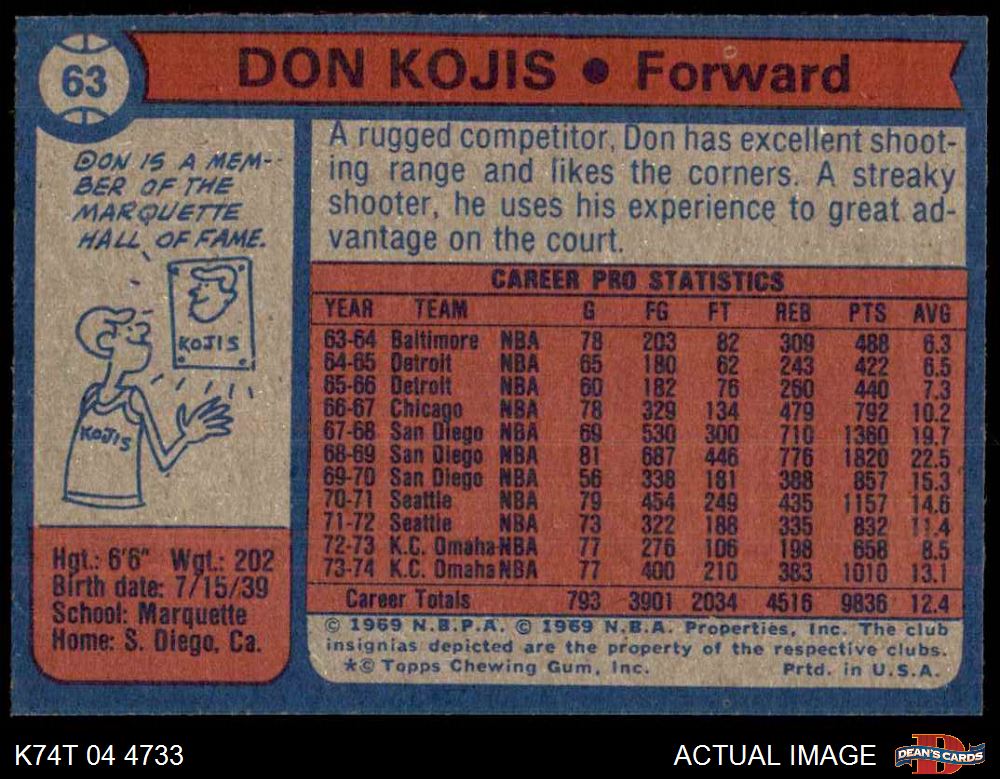 63
DON KOJIS • Forward
DON IS A MEM-
BER OF THE
MARQUETTE
HALL OF FAME.
KOJIS
KOJIS
A rugged competitor, Don has excellent shoot-
ing range and likes the corners. A streaky
shooter, he uses his experience to great ad-
vantage on the court.
CAREER PRO STATISTICS
YEAR TEAM G FG FT REB PTS AVG
63-64 Baltimore NBA 78 203 82 309 488 6.3
64-65 Detroit NBA 65 180 62 243 422 6.5
65-66 Detroit NBA 60 182 76 260 440 7.3
66-67 Chicago NBA 78 329 134 479 792 10.2
67-68 San Diego NBA 69 530 300 710 1360 19.7
68-69 San Diego NBA 81 687 446 776 1820 22.5
69-70 San Diego NBA 56 338 181 388 857 15.3
70-71 Seattle NBA 79 454 249 435 1157 14.6
71-72 Seattle NBA 73 322 188 335 832 11.4
72-73 K.C. Omaha NBA 77 276 106 198 658 8.5
73-74 K.C. Omaha NBA 77 400 210 383 1010 13.1
Career Totals 793 3901 2034 4516 9836 12.4
Hgt.: 6'6" Wgt.: 202
Birth date: 7/15/39
School: Marquette
Home: S. Diego, Ca.
© 1969 N.B.P.A. © 1969 N.B.A. Properties, Inc. The club
insignias depicted are the property of the respective clubs.
★© Topps Chewing Gum, Inc. Prtd. in U.S.A.
K74T 04 4733 ACTUAL IMAGE
DEAN'S CARDS